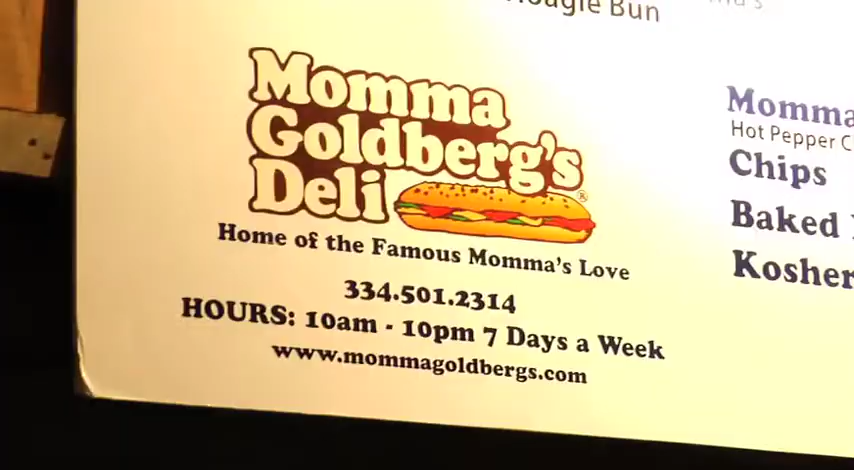 Bun
Momma
Goldberg's
Deli ®
Home of the Famous Momma's Love
334.501.2314
HOURS: 10am - 10pm 7 Days a Week
www.mommagoldbergs.com
Momma
Hot Pepper C
Chips
Baked
Kosher